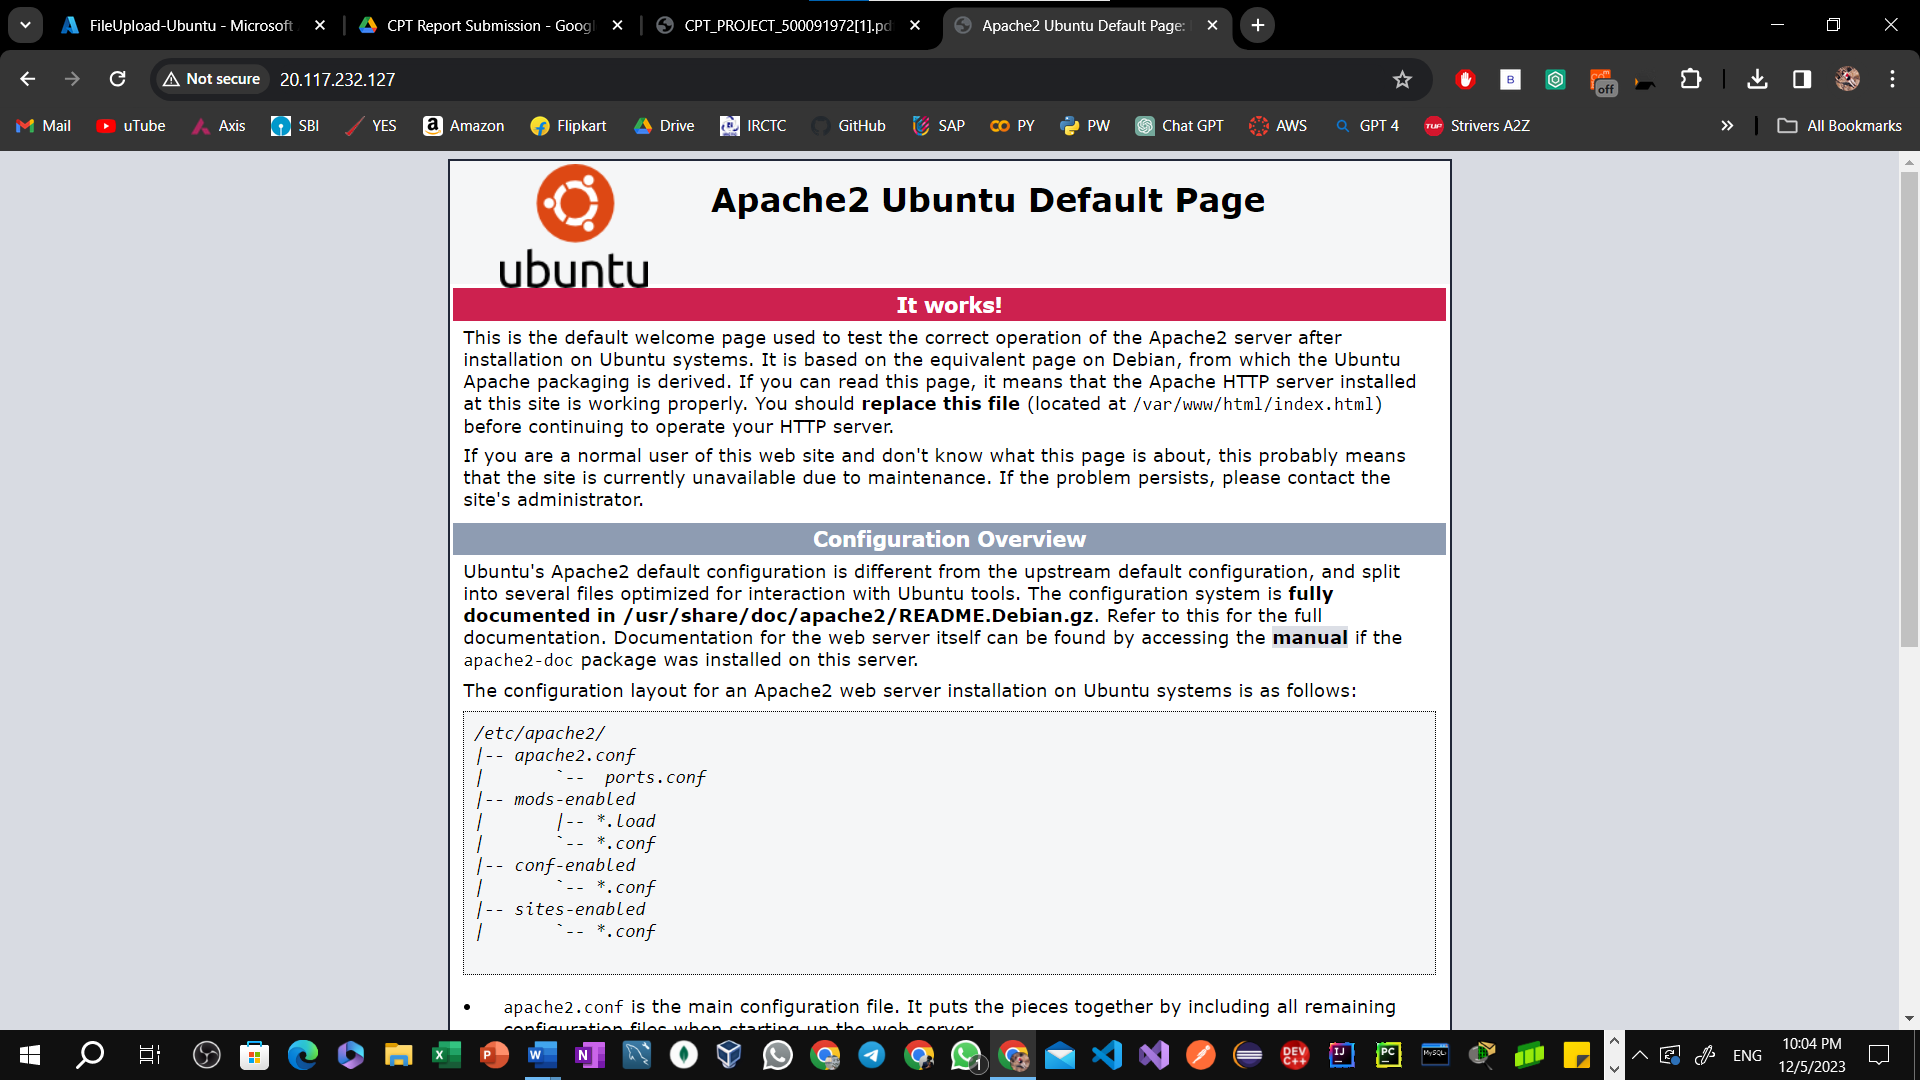 FileUpload-Ubuntu - Microsoft
CPT Report Submission - Googl
CPT_PROJECT_500091972[1].pd
Apache2 Ubuntu Default Page:
Not secure
20.117.232.127
off
Mail
uTube
Axis
SBI
YES
Amazon
Flipkart
Drive
IRCTC
GitHub
SAP
PY
PW
Chat GPT
AWS
GPT 4
TUF
Strivers A2Z
All Bookmarks
ubuntu
Apache2 Ubuntu Default Page
It works!
This is the default welcome page used to test the correct operation of the Apache2 server after
installation on Ubuntu systems. It is based on the equivalent page on Debian, from which the Ubuntu
Apache packaging is derived. If you can read this page, it means that the Apache HTTP server installed
at this site is working properly. You should replace this file (located at /var/www/html/index.html)
before continuing to operate your HTTP server.
If you are a normal user of this web site and don't know what this page is about, this probably means
that the site is currently unavailable due to maintenance. If the problem persists, please contact the
site's administrator.
Configuration Overview
Ubuntu's Apache2 default configuration is different from the upstream default configuration, and split
into several files optimized for interaction with Ubuntu tools. The configuration system is fully
documented in /usr/share/doc/apache2/README.Debian.gz. Refer to this for the full
documentation. Documentation for the web server itself can be found by accessing the manual if the
apache2-doc package was installed on this server.
The configuration layout for an Apache2 web server installation on Ubuntu systems is as follows:
/etc/apache2/
|-- apache2.conf
|       `--  ports.conf
|-- mods-enabled
|       |-- *.load
|       `-- *.conf
|-- conf-enabled
|       `-- *.conf
|-- sites-enabled
|       `-- *.conf
• apache2.conf is the main configuration file. It puts the pieces together by including all remaining
configuration files when starting up the web server.
DEV C++
IJ
PC
MySQL
1
ENG
10:04 PM
12/5/2023